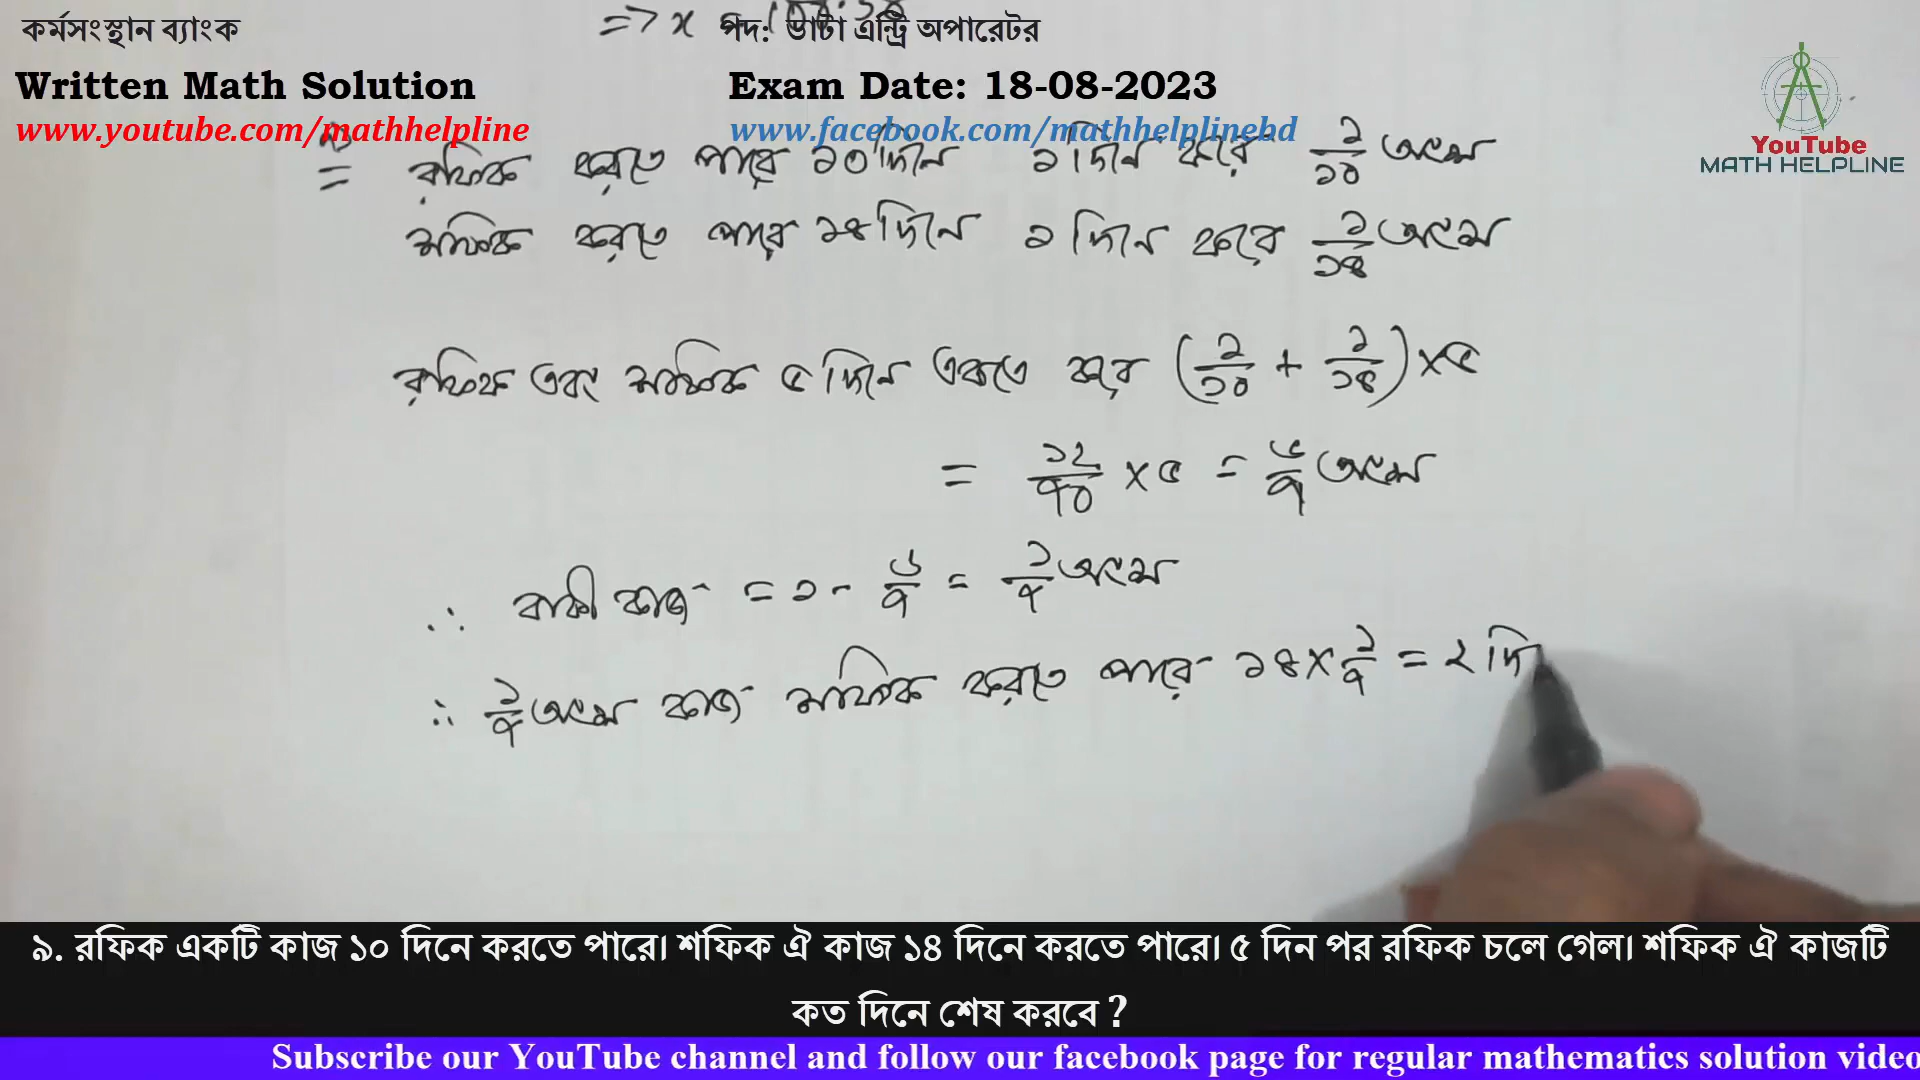 => x =
কর্মসংস্থান ব্যাংক পদ: ডাটা এন্ট্রি অপারেটর
Written Math Solution Exam Date: 18-08-2023
www.youtube.com/mathhelpline www.facebook.com/mathhelplinebd
YouTube
MATH HELPLINE
রফিক করতে পারে ১০ দিনে ১ দিনে করে ১/১০ অংশ
শফিক করতে পারে ১৪ দিনে ১ দিনে করে ১/১৪ অংশ
রফিক এবং শফিক ৫ দিনে একত্রে করে (১/১০ + ১/১৪) × ৫
= ১২/৭০ × ৫ = ৬/৭ অংশ
∴ বাকী কাজ = ১ - ৬/৭ = ১/৭ অংশ
∴ ১/৭ অংশ কাজ শফিক করতে পারে ১৪ × ১/৭ = ২ দি
৯. রফিক একটি কাজ ১০ দিনে করতে পারে। শফিক ঐ কাজ ১৪ দিনে করতে পারে। ৫ দিন পর রফিক চলে গেল। শফিক ঐ কাজটি
কত দিনে শেষ করবে ?
Subscribe our YouTube channel and follow our facebook page for regular mathematics solution video